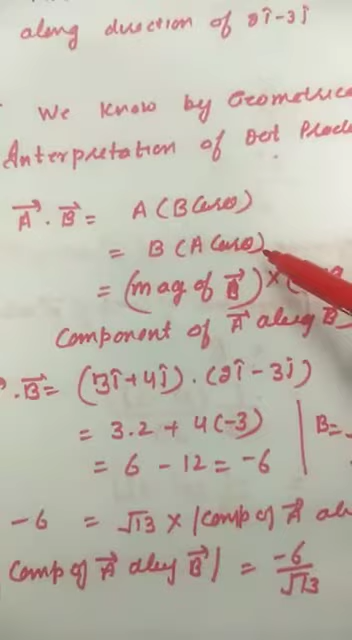 along direction of 2î-3ĵ
We know by Geometrica
Interpretation of Dot Produ
A⃗ . B⃗ = A (B Cosθ)
= B (A Cosθ)
= (mag of B⃗) × (
Component of A⃗ along B⃗)
. B⃗ = (3î+4ĵ) . (2î-3ĵ)
= 3.2 + 4(-3) | B=
= 6 - 12 = -6
-6 = √13 × |Comp of A⃗ al
Comp of A⃗ along B⃗| = -6/√13